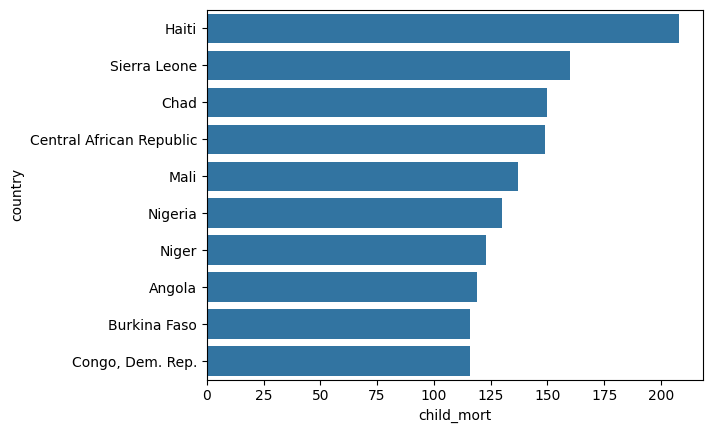 Haiti
Sierra Leone
Chad
Central African Republic
Mali
Nigeria
Niger
Angola
Burkina Faso
Congo, Dem. Rep.
country
0 25 50 75 100 125 150 175 200
child_mort